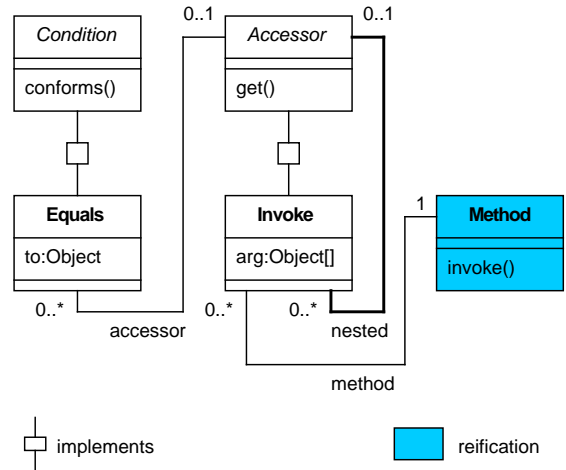 0..1
0..1
Condition
Accessor
conforms()
get()
1
Equals
Invoke
Method
to:Object
arg:Object[]
invoke()
0..*
0..*
0..*
accessor
nested
method
implements
reification